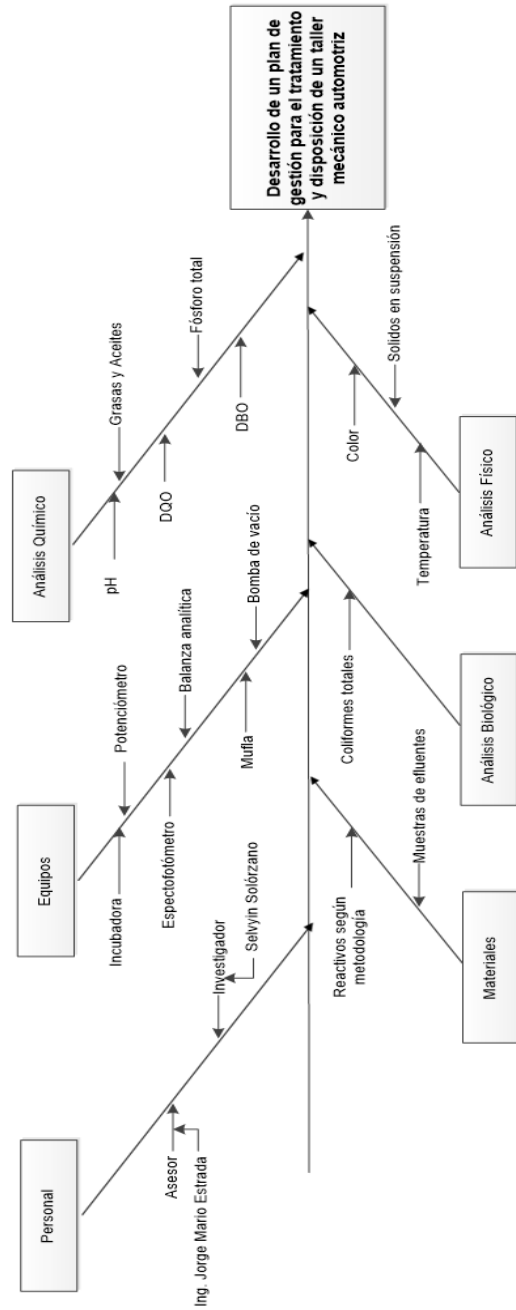 Personal
Asesor
Ing. Jorge Mario Estrada
Investigador
Selvyin Solórzano
Equipos
Incubadora
Potenciómetro
Espectofotómetro
Balanza analítica
Mufla
Bomba de vacío
Análisis Químico
pH
Grasas y Aceites
DQO
Fósforo total
DBO
Desarrollo de un plan de
gestión para el tratamiento
y disposición de un taller
mecánico automotriz
Reactivos según
metodología
Muestras de efluentes
Materiales
Coliformes totales
Análisis Biológico
Color
Solidos en suspensión
Temperatura
Análisis Físico